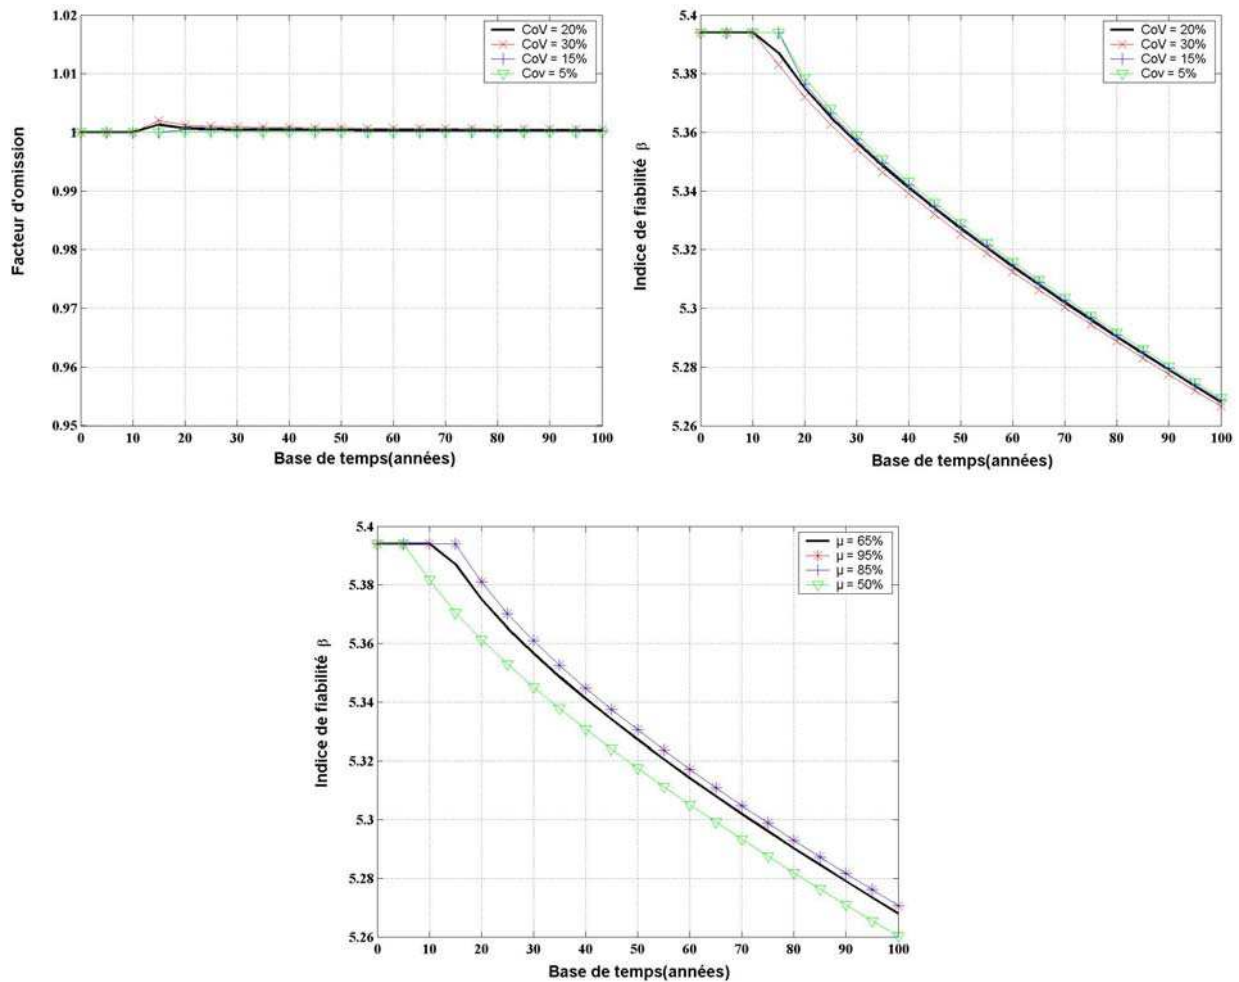 1.02
1.01
1
0.99
0.98
0.97
0.96
0.95
Facteur d'omission
0 10 20 30 40 50 60 70 80 90 100
Base de temps(années)
CoV = 20%
CoV = 30%
CoV = 15%
Cov = 5%
5.4
5.38
5.36
5.34
5.32
5.3
5.28
5.26
Indice de fiabilité β
0 10 20 30 40 50 60 70 80 90 100
Base de temps(années)
CoV = 20%
CoV = 30%
CoV = 15%
Cov = 5%
5.4
5.38
5.36
5.34
5.32
5.3
5.28
5.26
Indice de fiabilité β
0 10 20 30 40 50 60 70 80 90 100
Base de temps(années)
μ = 65%
μ = 95%
μ = 85%
μ = 50%